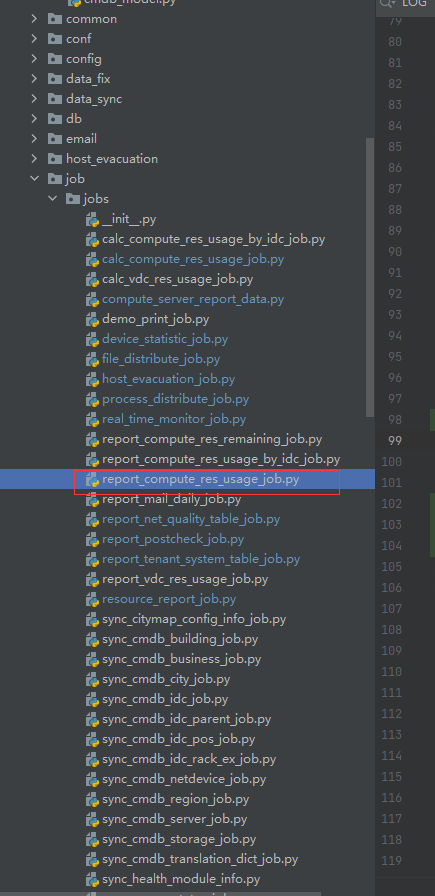 cmdb_model.py
common
conf
config
data_fix
data_sync
db
email
host_evacuation
job
jobs
__init__.py
calc_compute_res_usage_by_idc_job.py
calc_compute_res_usage_job.py
calc_vdc_res_usage_job.py
compute_server_report_data.py
demo_print_job.py
device_statistic_job.py
file_distribute_job.py
host_evacuation_job.py
process_distribute_job.py
real_time_monitor_job.py
report_compute_res_remaining_job.py
report_compute_res_usage_by_idc_job.py
report_compute_res_usage_job.py
report_mail_daily_job.py
report_net_quality_table_job.py
report_postcheck_job.py
report_tenant_system_table_job.py
report_vdc_res_usage_job.py
resource_report_job.py
sync_citymap_config_info_job.py
sync_cmdb_building_job.py
sync_cmdb_business_job.py
sync_cmdb_city_job.py
sync_cmdb_idc_job.py
sync_cmdb_idc_parent_job.py
sync_cmdb_idc_pos_job.py
sync_cmdb_idc_rack_ex_job.py
sync_cmdb_netdevice_job.py
sync_cmdb_region_job.py
sync_cmdb_server_job.py
sync_cmdb_storage_job.py
sync_cmdb_translation_dict_job.py
sync_health_module_info.py
LOG
79
80
81
82
83
84
85
86
87
88
89
90
91
92
93
94
95
96
97
98
99
100
101
102
103
104
105
106
107
108
109
110
111
112
113
114
115
116
117
118
119